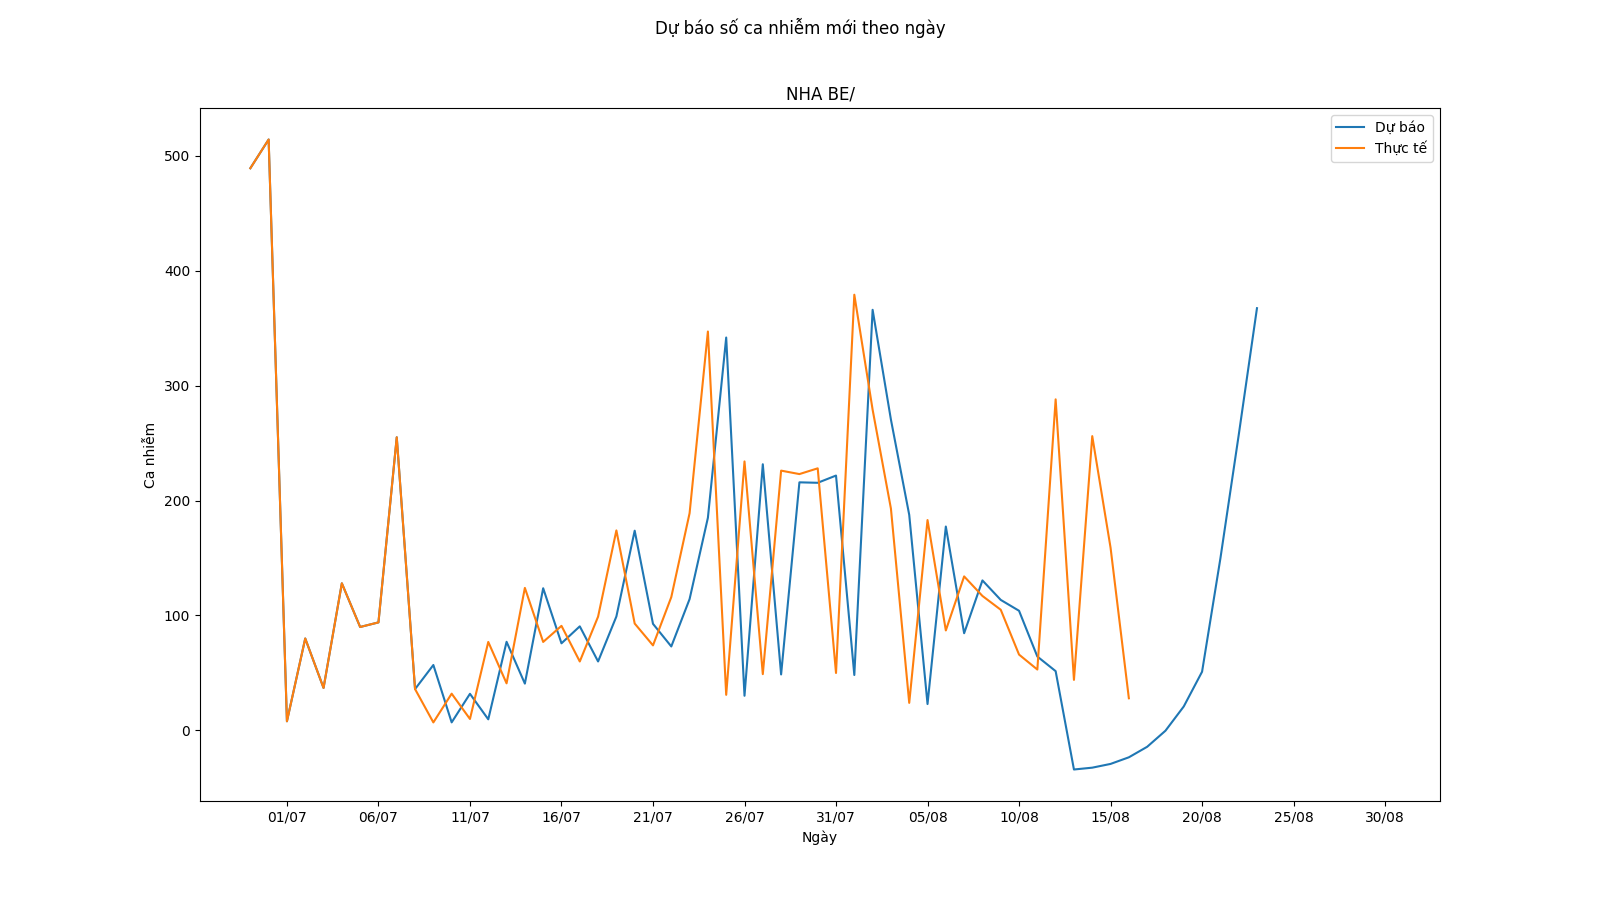 Dự báo số ca nhiễm mới theo ngày
NHA BE/
Dự báo
Thực tế
500
400
300
200
100
0
Ca nhiễm
01/07 06/07 11/07 16/07 21/07 26/07 31/07 05/08 10/08 15/08 20/08 25/08 30/08
Ngày